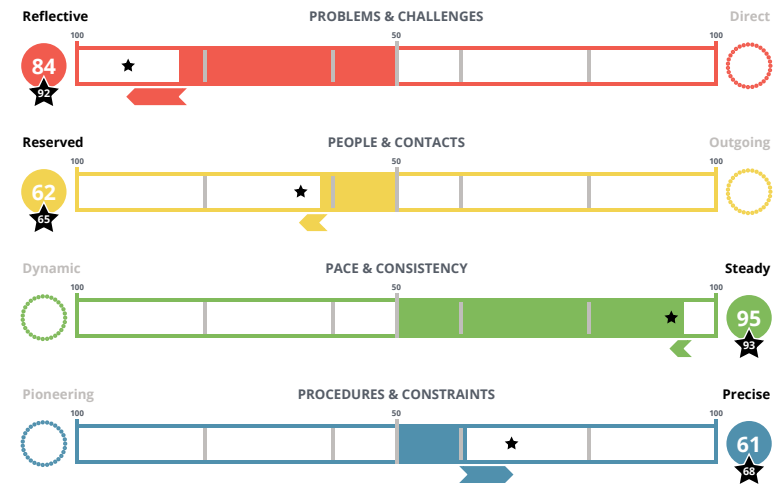 Reflective PROBLEMS & CHALLENGES Direct
100 50 100
84
92
Reserved PEOPLE & CONTACTS Outgoing
100 50 100
62
65
Dynamic PACE & CONSISTENCY Steady
100 50 100
95
93
Pioneering PROCEDURES & CONSTRAINTS Precise
100 50 100
61
68